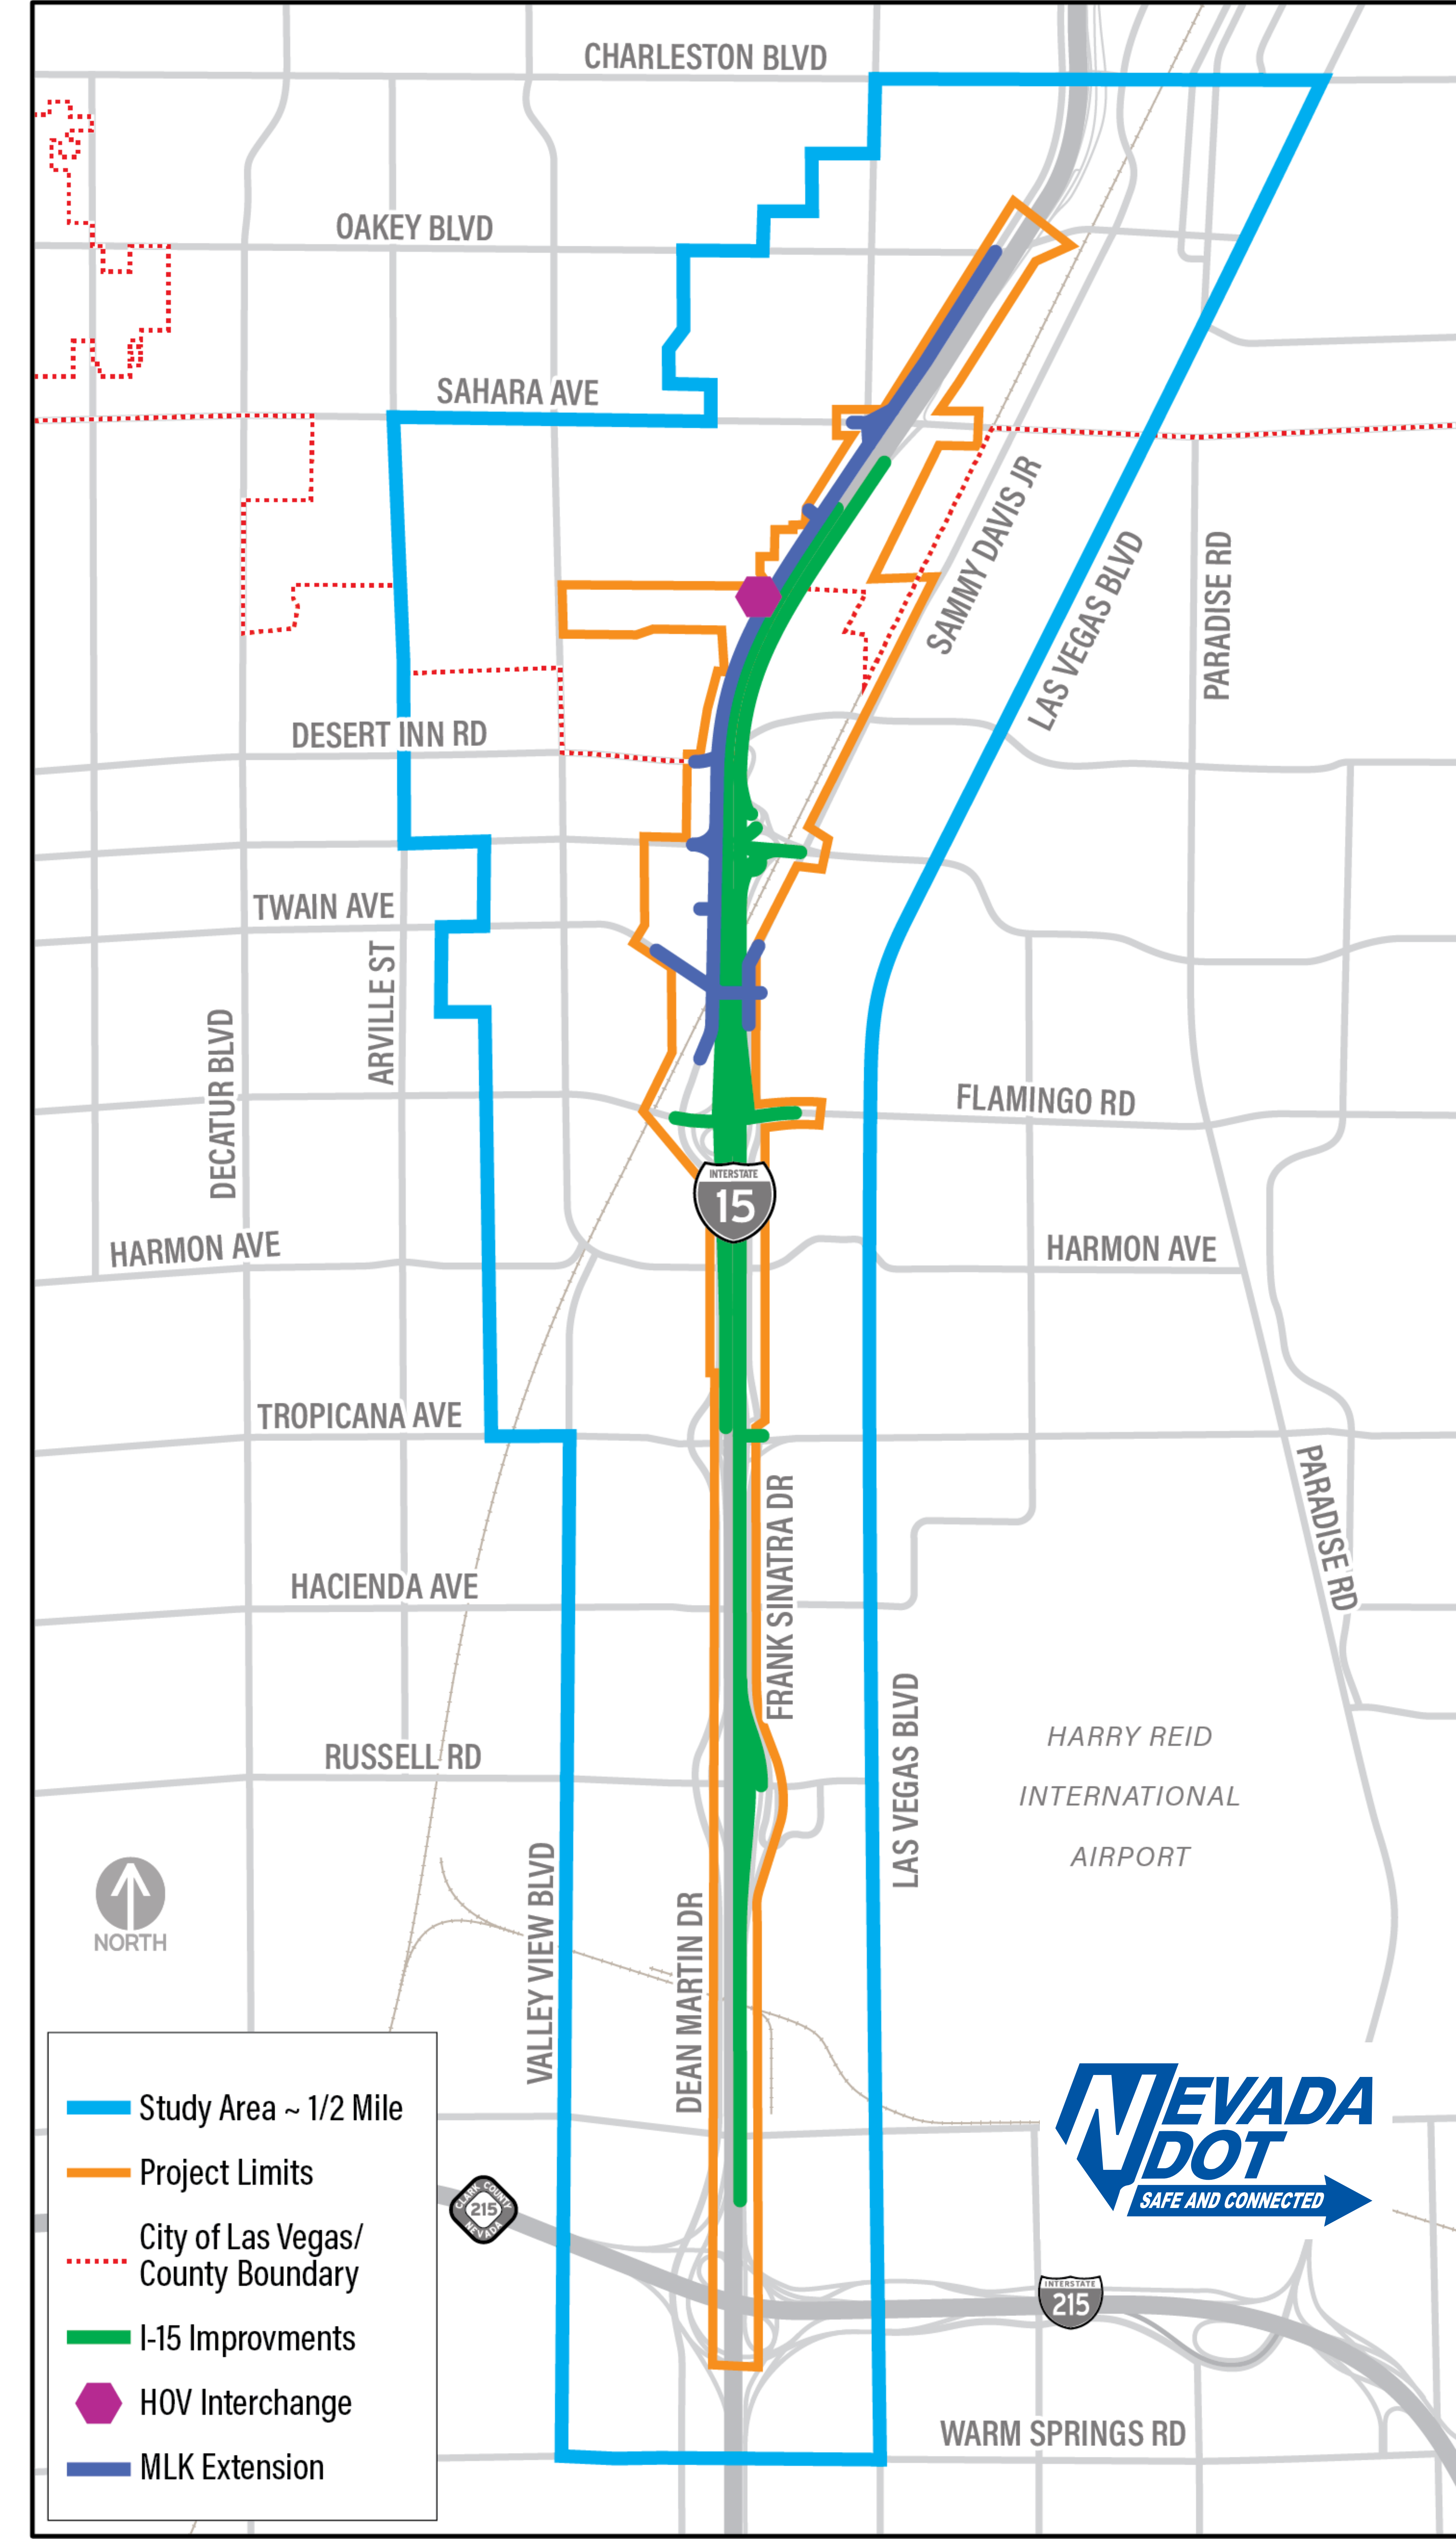 CHARLESTON BLVD
OAKEY BLVD
SAHARA AVE
SAMMY DAVIS JR
LAS VEGAS BLVD
PARADISE RD
DESERT INN RD
TWAIN AVE
ARVILLE ST
DECATUR BLVD
FLAMINGO RD
INTERSTATE
15
HARMON AVE
HARMON AVE
TROPICANA AVE
PARADISE RD
FRANK SINATRA DR
HACIENDA AVE
LAS VEGAS BLVD
HARRY REID
INTERNATIONAL
AIRPORT
RUSSELL RD
VALLEY VIEW BLVD
DEAN MARTIN DR
NORTH
NEVADA
DOT
SAFE AND CONNECTED
Study Area ~ 1/2 Mile
Project Limits
City of Las Vegas/
County Boundary
I-15 Improvments
HOV Interchange
MLK Extension
CLARK COUNTY
215
NEVADA
INTERSTATE
215
WARM SPRINGS RD